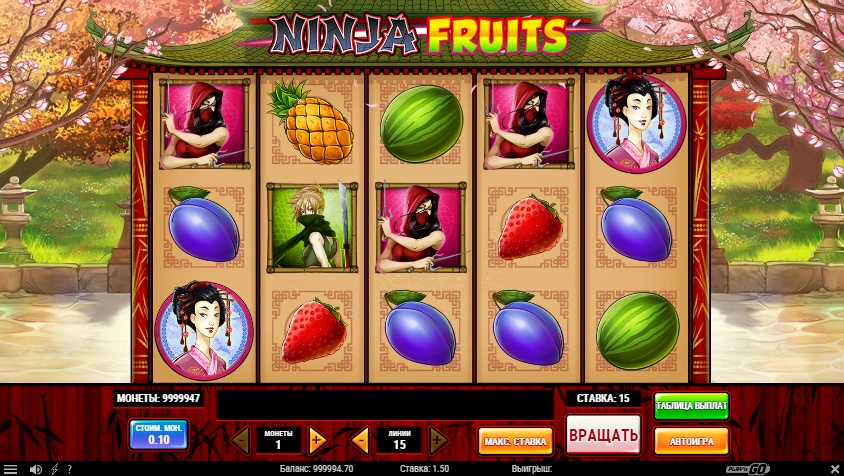 NINJA FRUITS
МОНЕТЫ: 9999947
СТАВКА: 15
ТАБЛИЦА ВЫПЛАТ
СТОИМ. МОН.
0.10
-
МОНЕТЫ
1
+
-
ЛИНИИ
15
+
МАКС. СТАВКА
ВРАЩАТЬ
АВТОИГРА
?
Баланс: 999994.70
Ставка: 1.50
Выигрыш:
PLAY'N GO